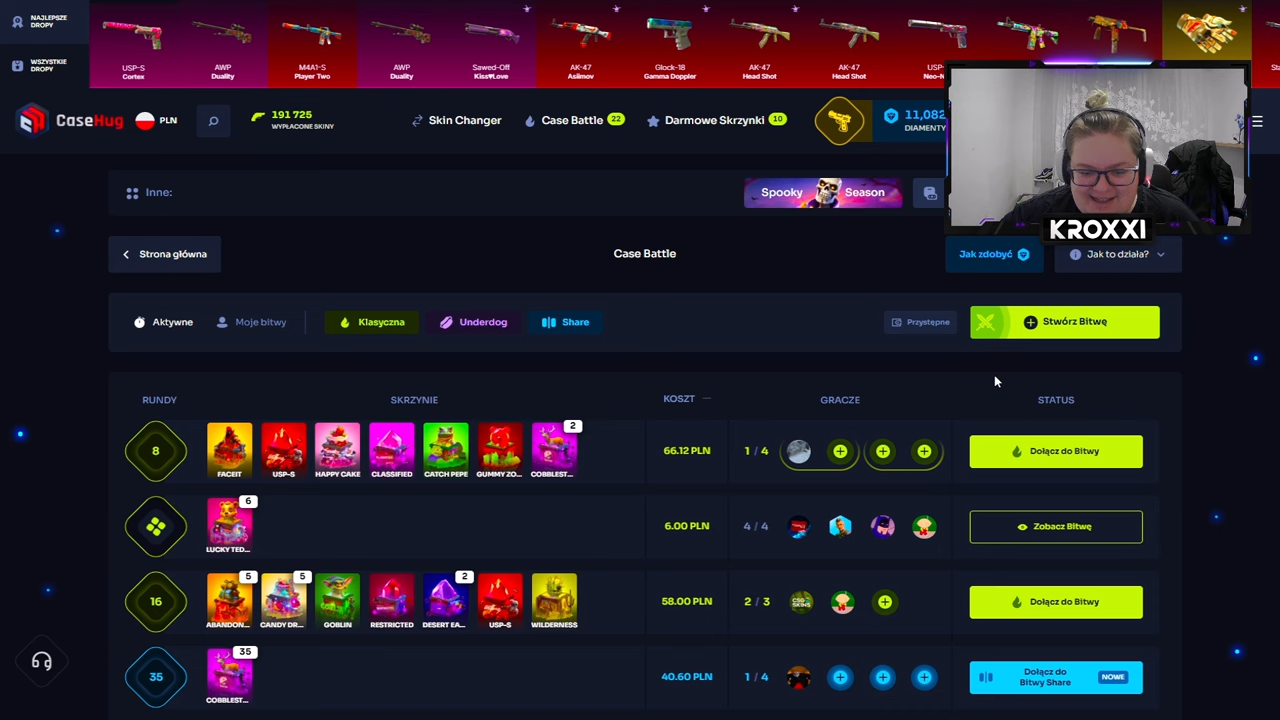 NAJLEPSZE
DROPY
WSZYSTKIE
DROPY
USP-S
Cortex
AWP
Duality
M4A1-S
Player Two
AWP
Duality
Sawed-Off
Kiss♥Love
AK-47
Asiimov
Glock-18
Gamma Doppler
AK-47
Head Shot
AK-47
Head Shot
CaseHug
PLN
191 725
WYPŁACONE SKINY
Skin Changer
Case Battle 22
Darmowe Skrzynki 10
11,082
DIAMENTY
KROXXI
Inne:
Spooky Season
Strona główna
Case Battle
Jak zdobyć
Jak to działa?
Aktywne
Moje bitwy
Klasyczna
Underdog
Share
Przystępne
Stwórz Bitwę
RUNDY
SKRZYNIE
KOSZT
GRACZE
STATUS
8
FACEIT
USP-S
HAPPY CAKE
CLASSIFIED
CATCH PEPE
GUMMY ZO...
2
COBBLEST...
66.12 PLN
1 / 4
Dołącz do Bitwy
6
LUCKY TED...
6.00 PLN
4 / 4
Zobacz Bitwę
16
5
ABANDON...
5
CANDY DR...
GOBLIN
RESTRICTED
2
DESERT EA...
USP-S
WILDERNESS
58.00 PLN
2 / 3
Dołącz do Bitwy
35
35
COBBLEST...
40.60 PLN
1 / 4
Dołącz do
Bitwy Share
NOWE